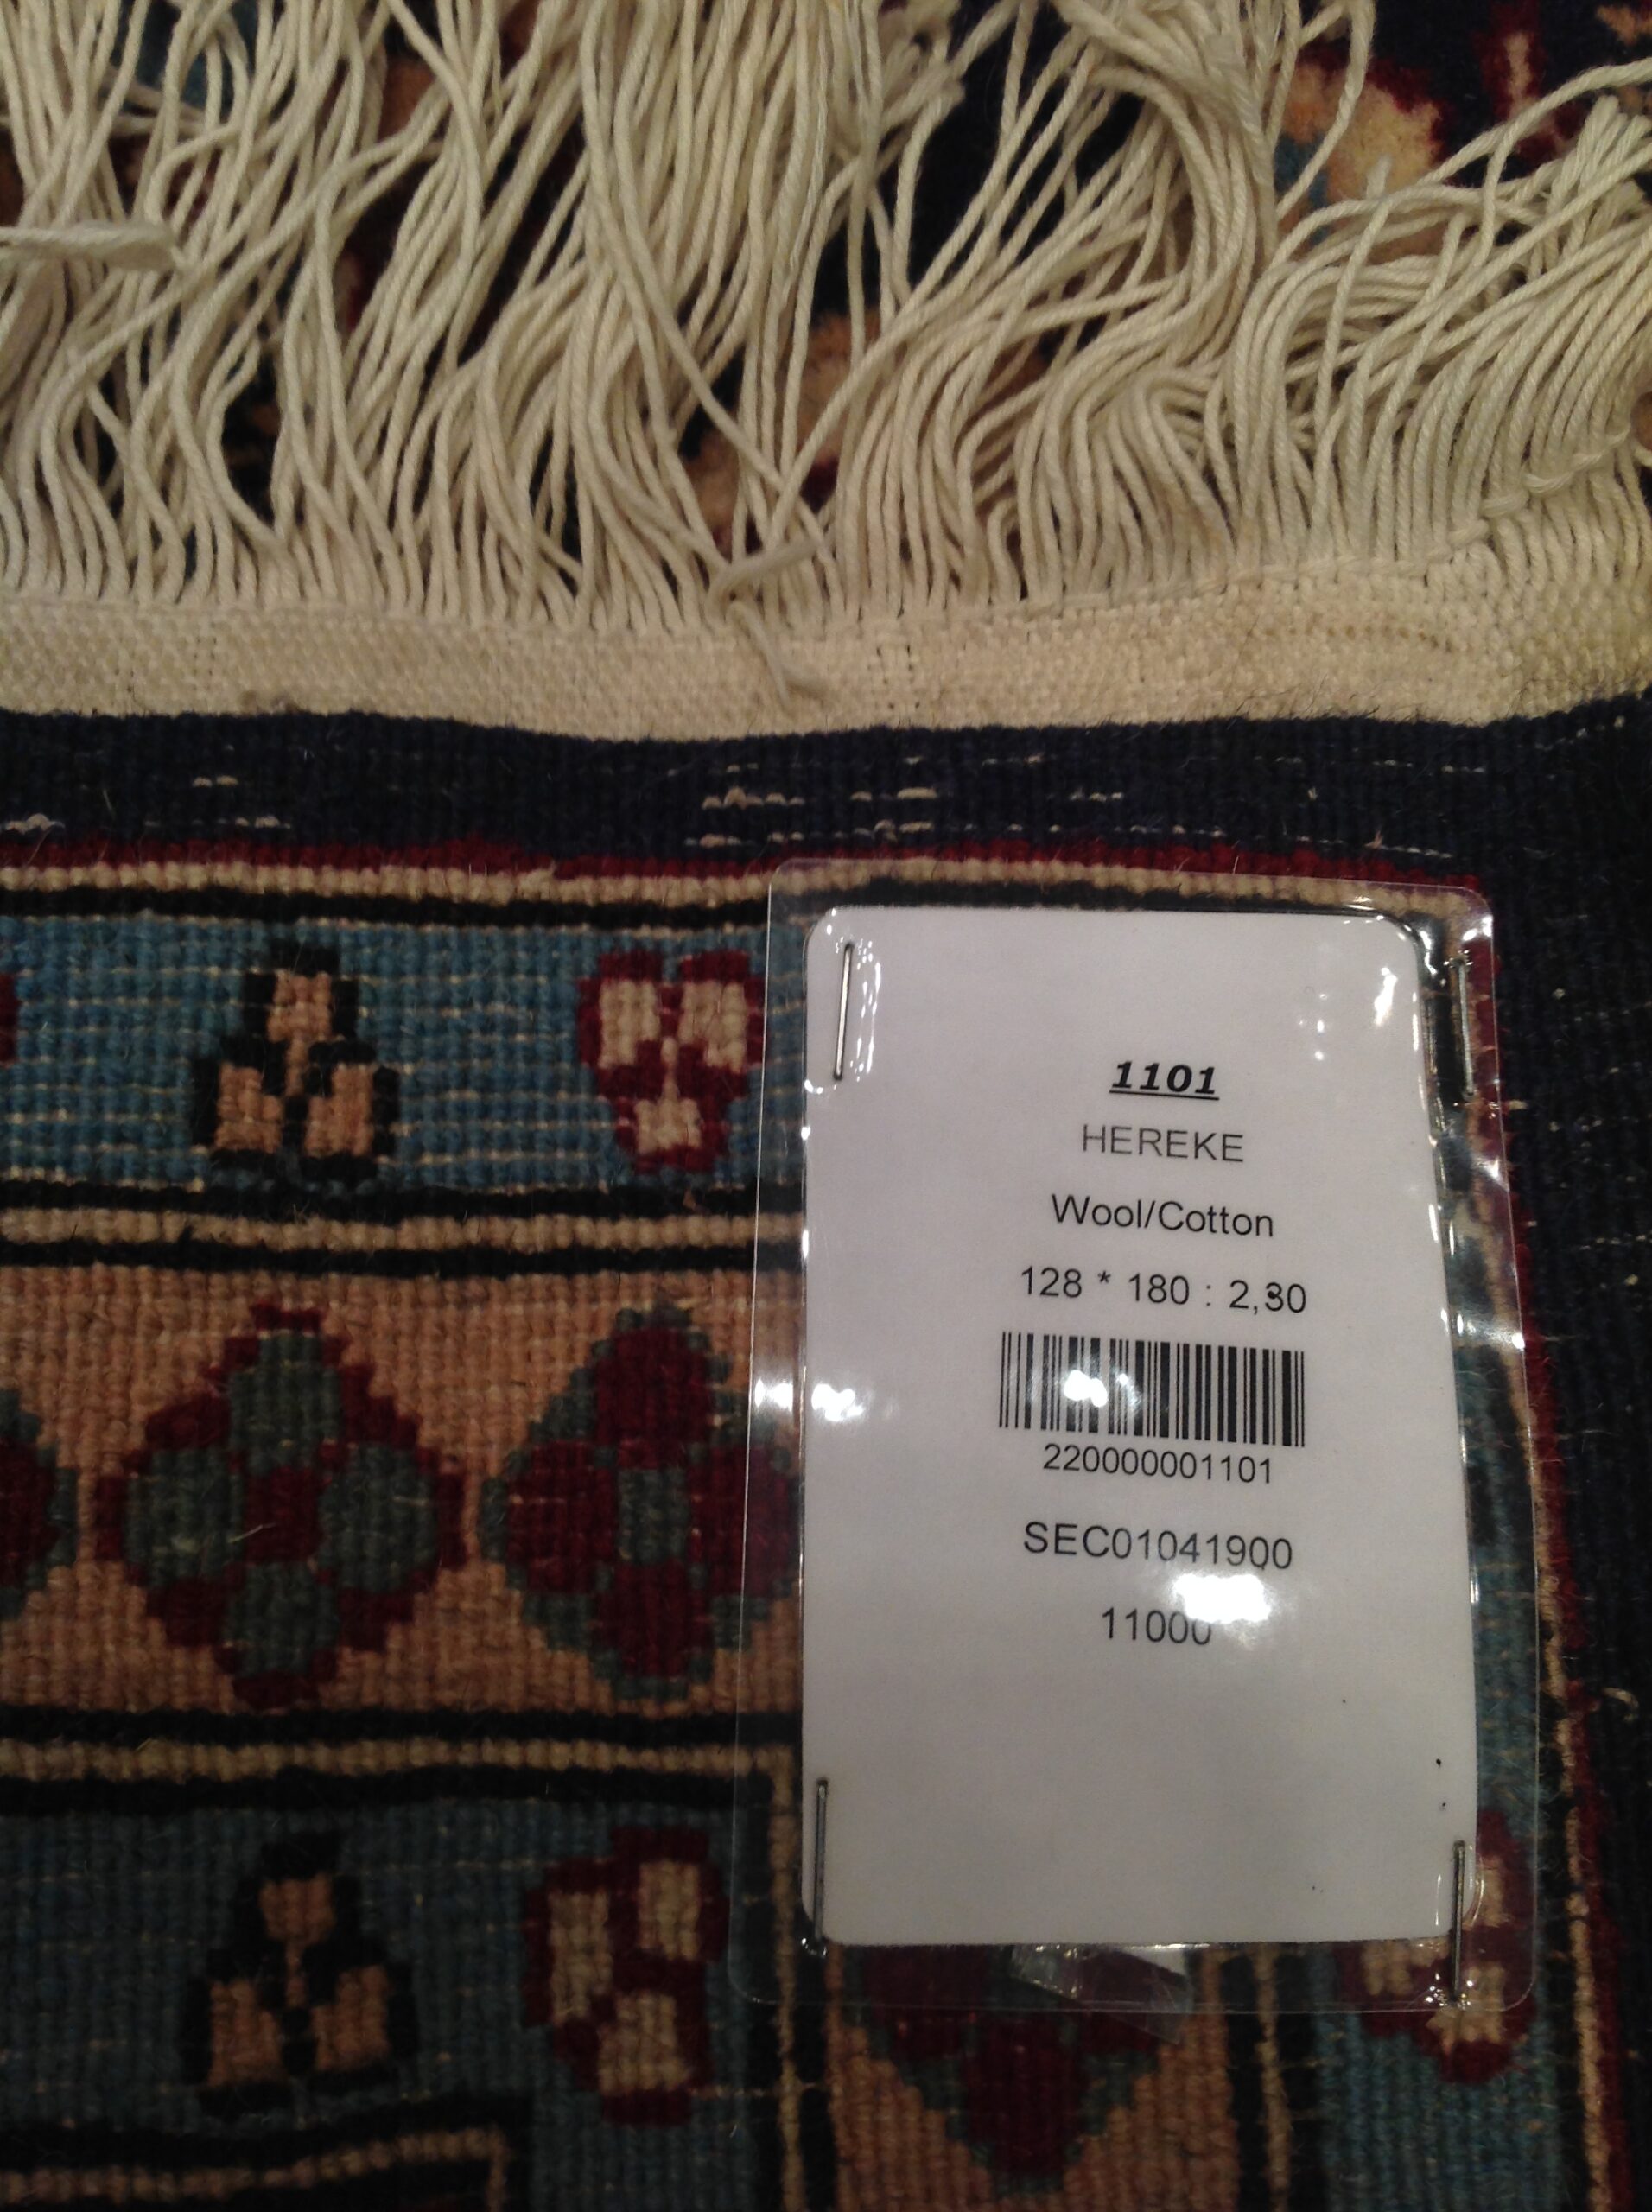 1101
HEREKE
Wool/Cotton
128 * 180 : 2,30
220000001101
SEC01041900
11000